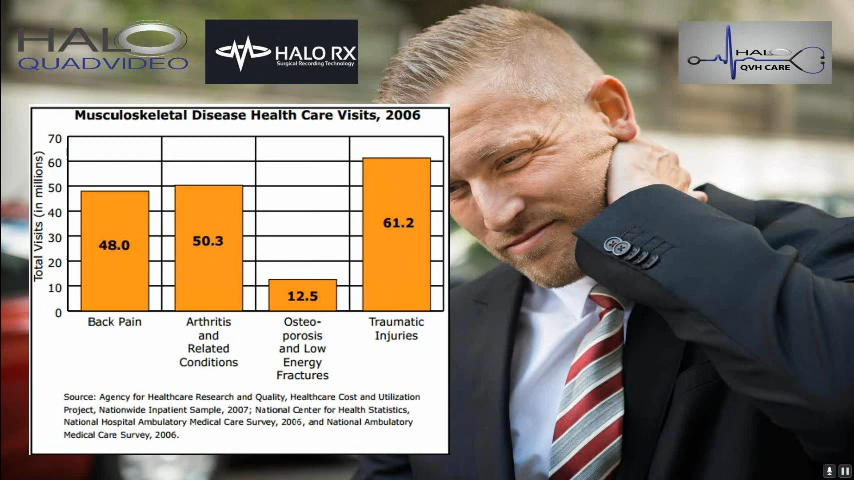 HALO
QUADVIDEO
HALO RX
Surgical Recording Technology
HALO
QVH CARE
Musculoskeletal Disease Health Care Visits, 2006
Total Visits (in millions)
70
60
50
40
30
20
10
0
48.0
50.3
12.5
61.2
Back Pain
Arthritis
and
Related
Conditions
Osteo-
porosis
and Low
Energy
Fractures
Traumatic
Injuries
Source: Agency for Healthcare Research and Quality, Healthcare Cost and Utilization
Project, Nationwide Inpatient Sample, 2007; National Center for Health Statistics,
National Hospital Ambulatory Medical Care Survey, 2006, and National Ambulatory
Medical Care Survey, 2006.